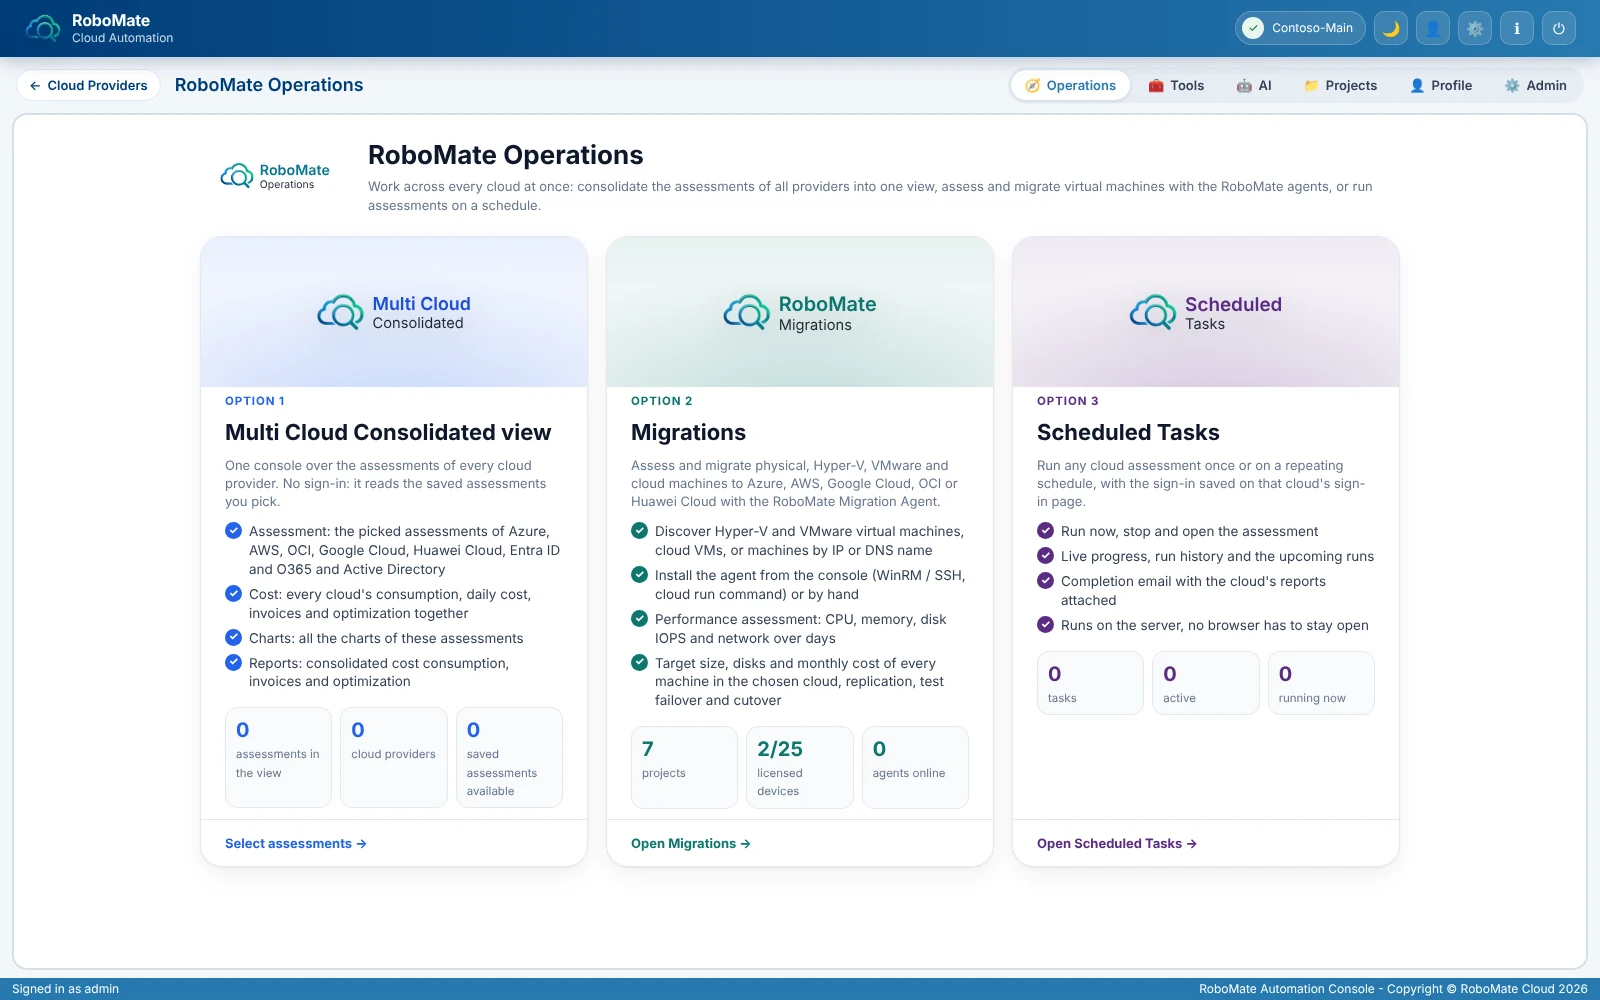 RoboMate
Cloud Automation
Contoso-Main
← Cloud Providers
RoboMate Operations
Operations
Tools
AI
Projects
Profile
Admin
RoboMate
Operations
RoboMate Operations
Work across every cloud at once: consolidate the assessments of all providers into one view, assess and migrate virtual machines with the RoboMate agents, or run
assessments on a schedule.
Multi Cloud
Consolidated
OPTION 1
Multi Cloud Consolidated view
One console over the assessments of every cloud
provider. No sign-in: it reads the saved assessments
you pick.
Assessment: the picked assessments of Azure,
AWS, OCI, Google Cloud, Huawei Cloud, Entra ID
and O365 and Active Directory
Cost: every cloud's consumption, daily cost,
invoices and optimization together
Charts: all the charts of these assessments
Reports: consolidated cost consumption,
invoices and optimization
0
assessments in
the view
0
cloud providers
0
saved
assessments
available
Select assessments →
RoboMate
Migrations
OPTION 2
Migrations
Assess and migrate physical, Hyper-V, VMware and
cloud machines to Azure, AWS, Google Cloud, OCI or
Huawei Cloud with the RoboMate Migration Agent.
Discover Hyper-V and VMware virtual machines,
cloud VMs, or machines by IP or DNS name
Install the agent from the console (WinRM / SSH,
cloud run command) or by hand
Performance assessment: CPU, memory, disk
IOPS and network over days
Target size, disks and monthly cost of every
machine in the chosen cloud, replication, test
failover and cutover
7
projects
2/25
licensed
devices
0
agents online
Open Migrations →
Scheduled
Tasks
OPTION 3
Scheduled Tasks
Run any cloud assessment once or on a repeating
schedule, with the sign-in saved on that cloud's sign-
in page.
Run now, stop and open the assessment
Live progress, run history and the upcoming runs
Completion email with the cloud's reports
attached
Runs on the server, no browser has to stay open
0
tasks
0
active
0
running now
Open Scheduled Tasks →
Signed in as admin
RoboMate Automation Console - Copyright © RoboMate Cloud 2026